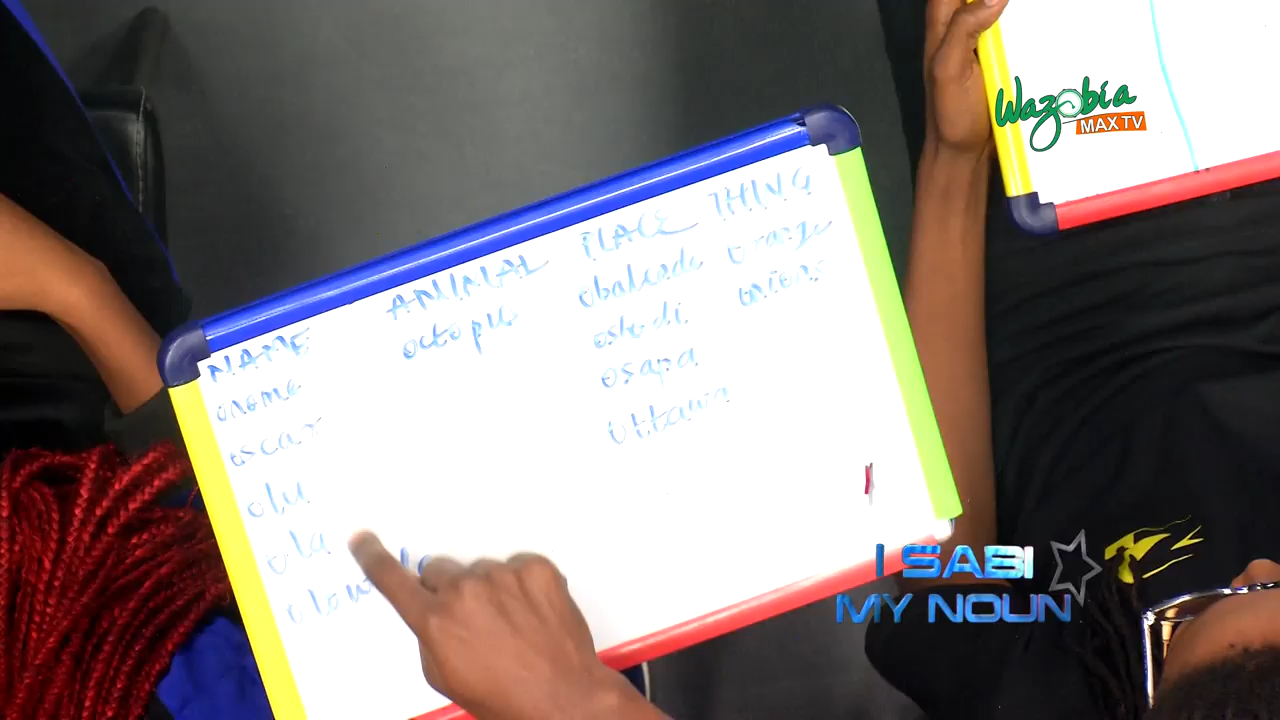 Wazobia
MAX TV
NAME ANIMAL PLACE THING
onome octopus obalende orange
oscar oshodi onions
olu osapa
ola ottawa
I SABI
MY NOUN